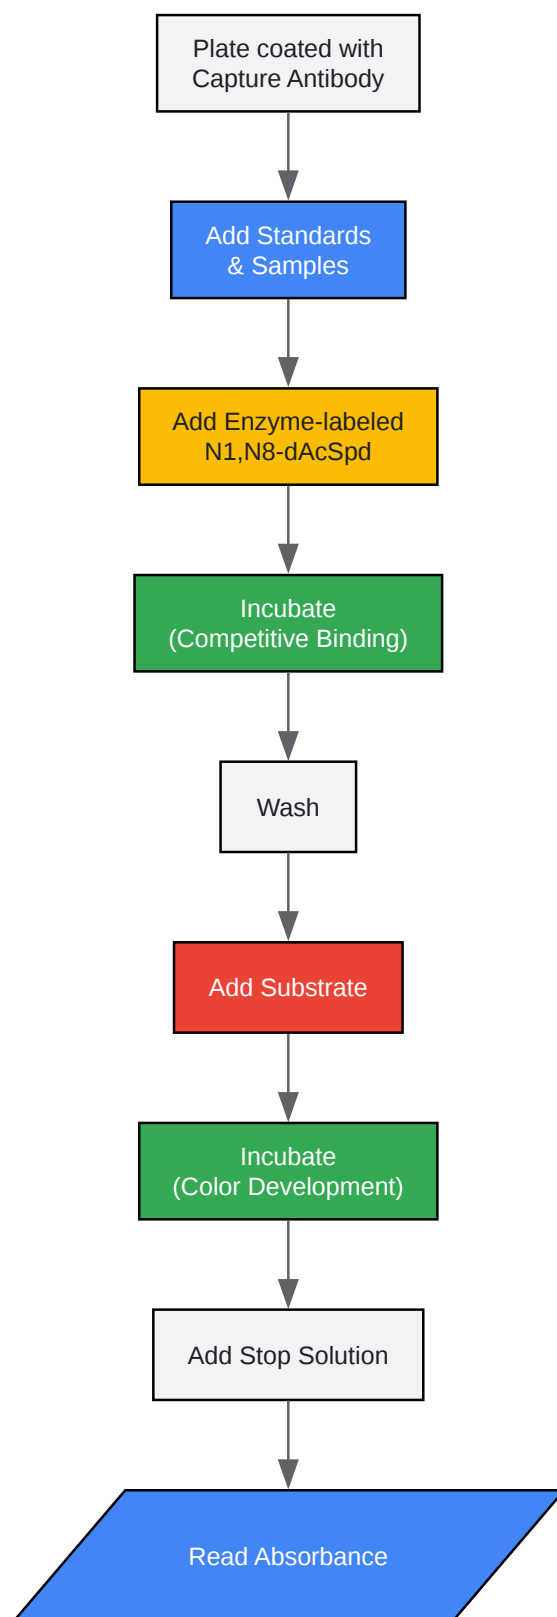 Plate coated with
Capture Antibody
Add Standards
& Samples
Add Enzyme-labeled
N1,N8-dAcSpd
Incubate
(Competitive Binding)
Wash
Add Substrate
Incubate
(Color Development)
Add Stop Solution
Read Absorbance